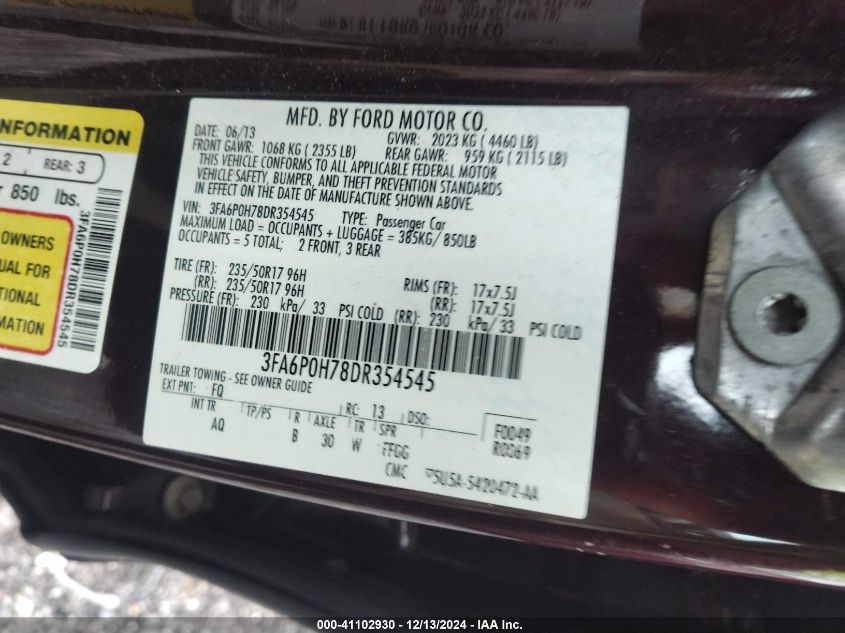 MFD. BY FORD MOTOR CO.
DATE: 06/13 GVWR: 2023 KG ( 4460 LB)
FRONT GAWR: 1068 KG ( 2355 LB) REAR GAWR: 959 KG ( 2115 LB)
THIS VEHICLE CONFORMS TO ALL APPLICABLE FEDERAL MOTOR
VEHICLE SAFETY, BUMPER, AND THEFT PREVENTION STANDARDS
IN EFFECT ON THE DATE OF MANUFACTURE SHOWN ABOVE.
VIN: 3FA6P0H78DR354545 TYPE: Passenger Car
MAXIMUM LOAD = OCCUPANTS + LUGGAGE = 385KG/ 850LB
OCCUPANTS = 5 TOTAL; 2 FRONT, 3 REAR
TIRE (FR): 235/50R17 96H RIMS (FR): 17x7.5J
(RR): 235/50R17 96H (RR): 17x7.5J
PRESSURE (FR): 230 kPa/ 33 PSI COLD (RR): 230 kPa/ 33 PSI COLD
3FA6P0H78DR354545
TRAILER TOWING - SEE OWNER GUIDE
EXT PNT: FQ RC: 13 DSO:
INT TR TP/PS R AXLE TR SPR F0049
AQ B 30 W FFGG R0069
CMC 5U5A-5420472-AA
INFORMATION
2 REAR: 3
850 lbs.
OWNERS
UAL FOR
TIONAL
MATION
3FA6P0H78DR354545
000-41102930 - 12/13/2024 - IAA Inc.